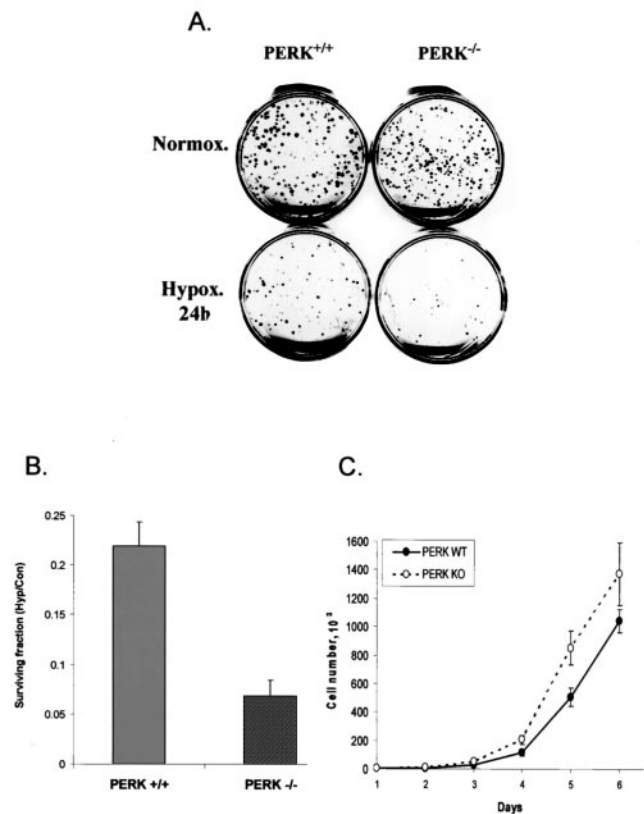 A.
PERK+/+ PERK-/-
Normox.
Hypox.
24h
B.
Surviving fraction (Hyp/Con)
0.25
0.2
0.15
0.1
0.05
0
PERK +/+ PERK -/-
C.
PERK WT
PERK KO
Cell number, 10³
1600
1400
1200
1000
800
600
400
200
0
1 2 3 4 5 6
Days